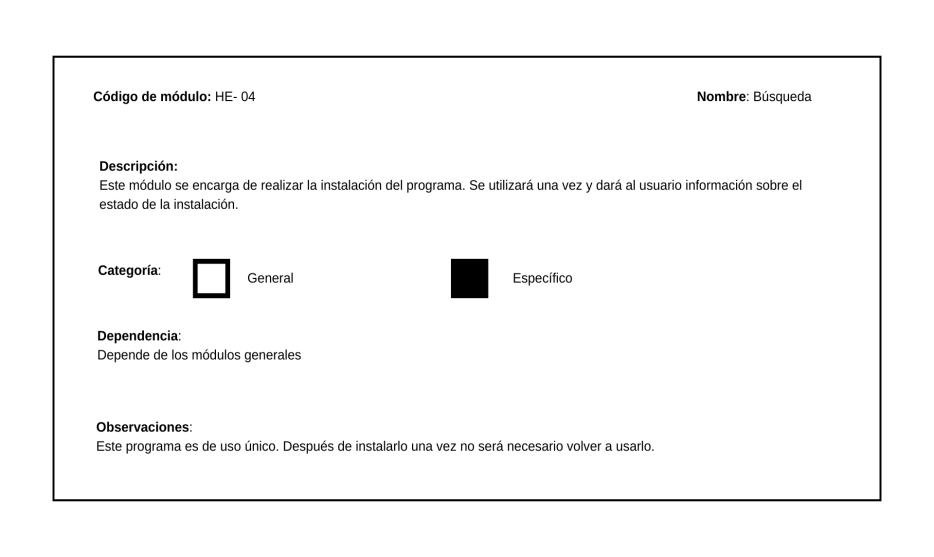 Código de módulo: HE- 04 Nombre: Búsqueda
Descripción:
Este módulo se encarga de realizar la instalación del programa. Se utilizará una vez y dará al usuario información sobre el
estado de la instalación.
Categoría: General Específico
Dependencia:
Depende de los módulos generales
Observaciones:
Este programa es de uso único. Después de instalarlo una vez no será necesario volver a usarlo.